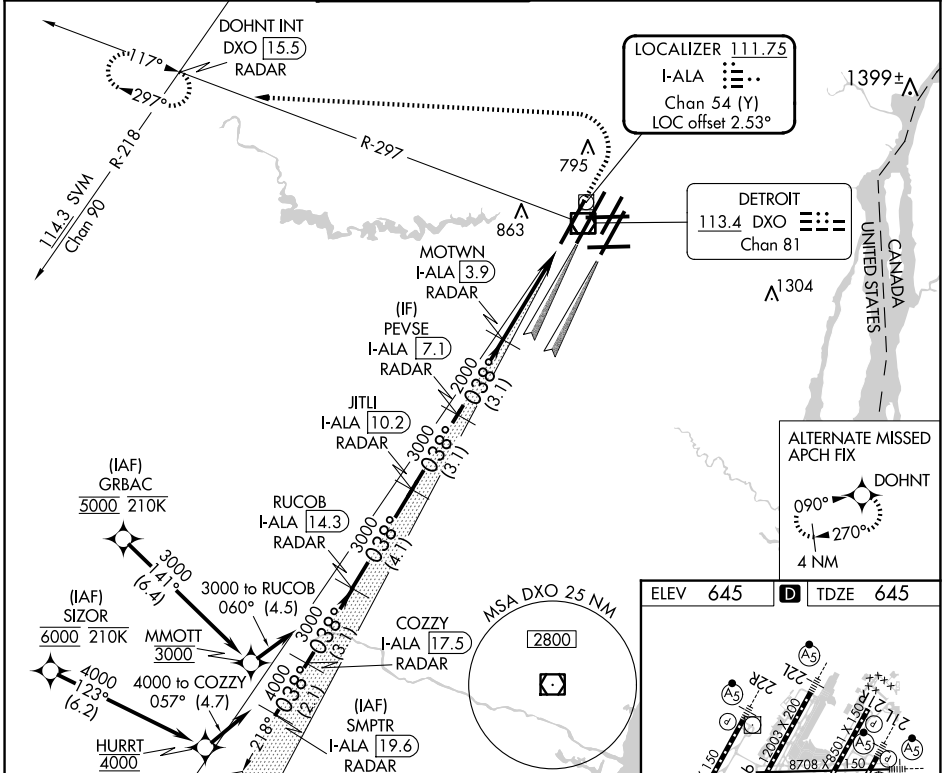 DOHNT INT
DXO 15.5
RADAR
117°
297°
R-218
114.3 SVM
Chan 90
R-297
LOCALIZER 111.75
I-ALA
Chan 54 (Y)
LOC offset 2.53°
1399±
795
863
DETROIT
113.4 DXO
Chan 81
CANADA
UNITED STATES
1304
MOTWN
I-ALA 3.9
RADAR
(IF)
PEVSE
I-ALA 7.1
RADAR
2000
038°
(3.1)
JITLI
I-ALA 10.2
RADAR
3000
038°
(3.1)
ALTERNATE MISSED
APCH FIX
DOHNT
090°
270°
4 NM
(IAF)
GRBAC
5000 210K
RUCOB
I-ALA 14.3
RADAR
3000
038°
(4.1)
3000
141°
(6.4)
3000 to RUCOB
060° (4.5)
(IAF)
SIZOR
6000 210K
MMOTT
3000
3000
038°
(3.1)
COZZY
I-ALA 17.5
RADAR
MSA DXO 25 NM
2800
4000
123°
(6.2)
4000 to COZZY
057° (4.7)
4000
038°
(2.1)
218°
HURRT
4000
(IAF)
SMPTR
I-ALA 19.6
RADAR
ELEV 645
D
TDZE 645
A5
22R
A5
22L
12003 X 200
8501 X 150
21L
A5
A5
8708 X 150
150